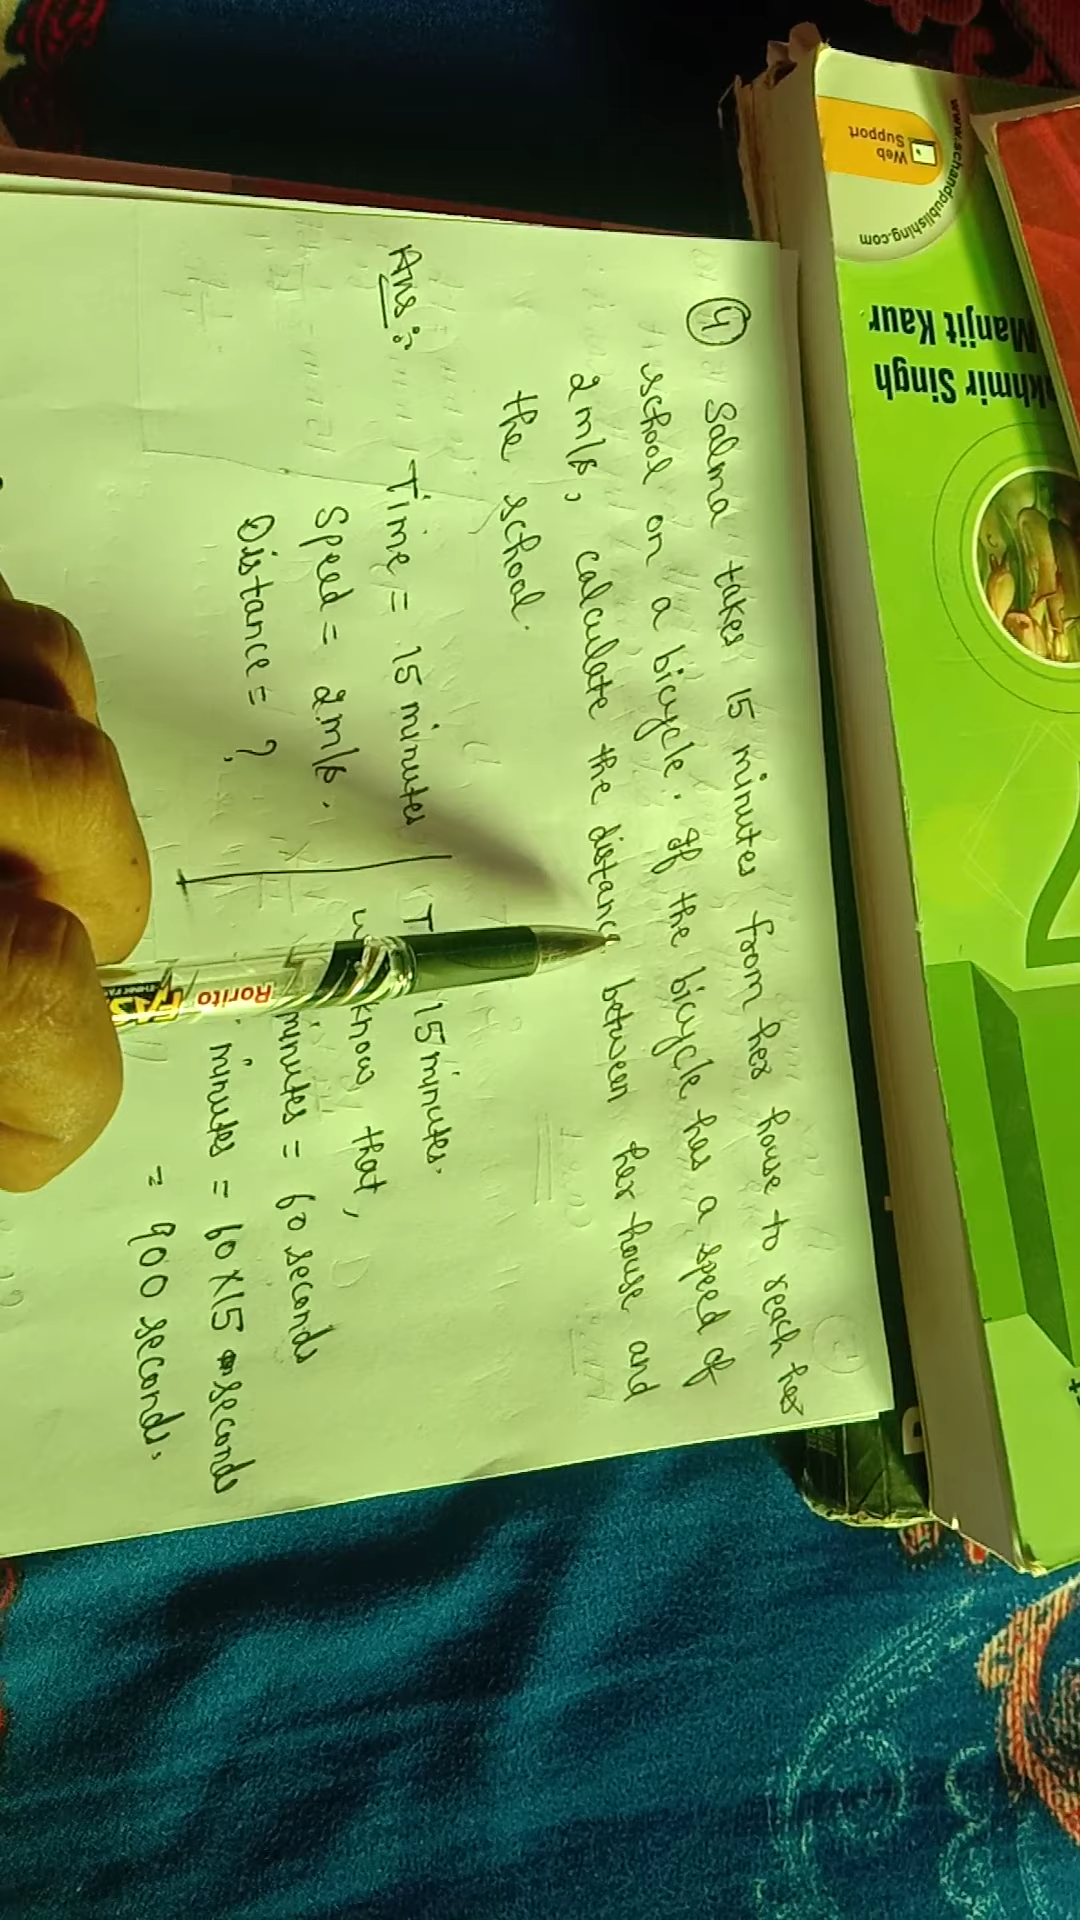 ④ Salma takes 15 minutes from her house to reach her
school on a bicycle. If the bicycle has a speed of
2 m/s, calculate the distance between her house and
the school.
Ans:
Time = 15 minutes
Speed = 2 m/s.
Distance = ?
T 15 minutes.
know that,
minutes = 60 seconds
minutes = 60 × 15 seconds
= 900 seconds.
Rorito
www.schandpublishing.com
Web
Support
khmir Singh
Manjit Kaur